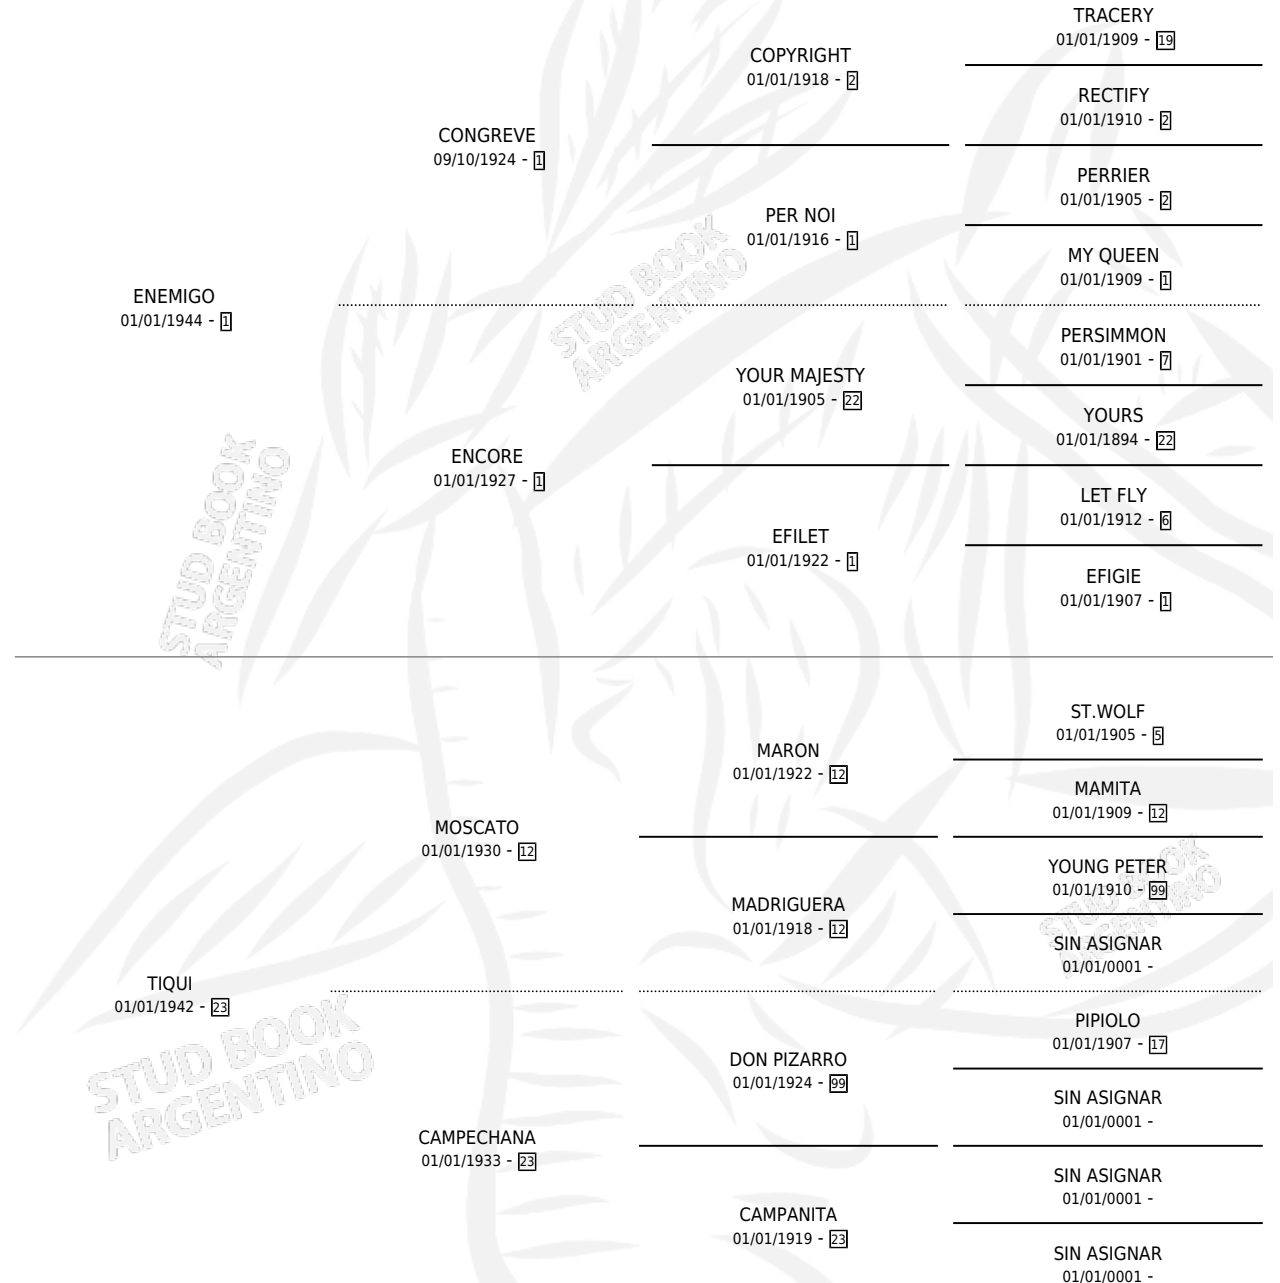 TRACERY
01/01/1909 - 19
COPYRIGHT
01/01/1918 - 2
RECTIFY
01/01/1910 - 2
CONGREVE
09/10/1924 - 1
PERRIER
01/01/1905 - 2
PER NOI
01/01/1916 - 1
MY QUEEN
01/01/1909 - 1
ENEMIGO
01/01/1944 - 1
PERSIMMON
01/01/1901 - 7
YOUR MAJESTY
01/01/1905 - 22
YOURS
01/01/1894 - 22
ENCORE
01/01/1927 - 1
LET FLY
01/01/1912 - 6
EFILET
01/01/1922 - 1
EFIGIE
01/01/1907 - 1
STUD BOOK
ARGENTINO
STUD BOOK
ARGENTINO
ST.WOLF
01/01/1905 - 5
MARON
01/01/1922 - 12
MAMITA
01/01/1909 - 12
MOSCATO
01/01/1930 - 12
YOUNG PETER
01/01/1910 - 99
MADRIGUERA
01/01/1918 - 12
SIN ASIGNAR
01/01/0001 -
TIQUI
01/01/1942 - 23
PIPIOLO
01/01/1907 - 17
DON PIZARRO
01/01/1924 - 99
SIN ASIGNAR
01/01/0001 -
CAMPECHANA
01/01/1933 - 23
SIN ASIGNAR
01/01/0001 -
CAMPANITA
01/01/1919 - 23
SIN ASIGNAR
01/01/0001 -
STUD BOOK
ARGENTINO
STUD BOOK
ARGENTINO